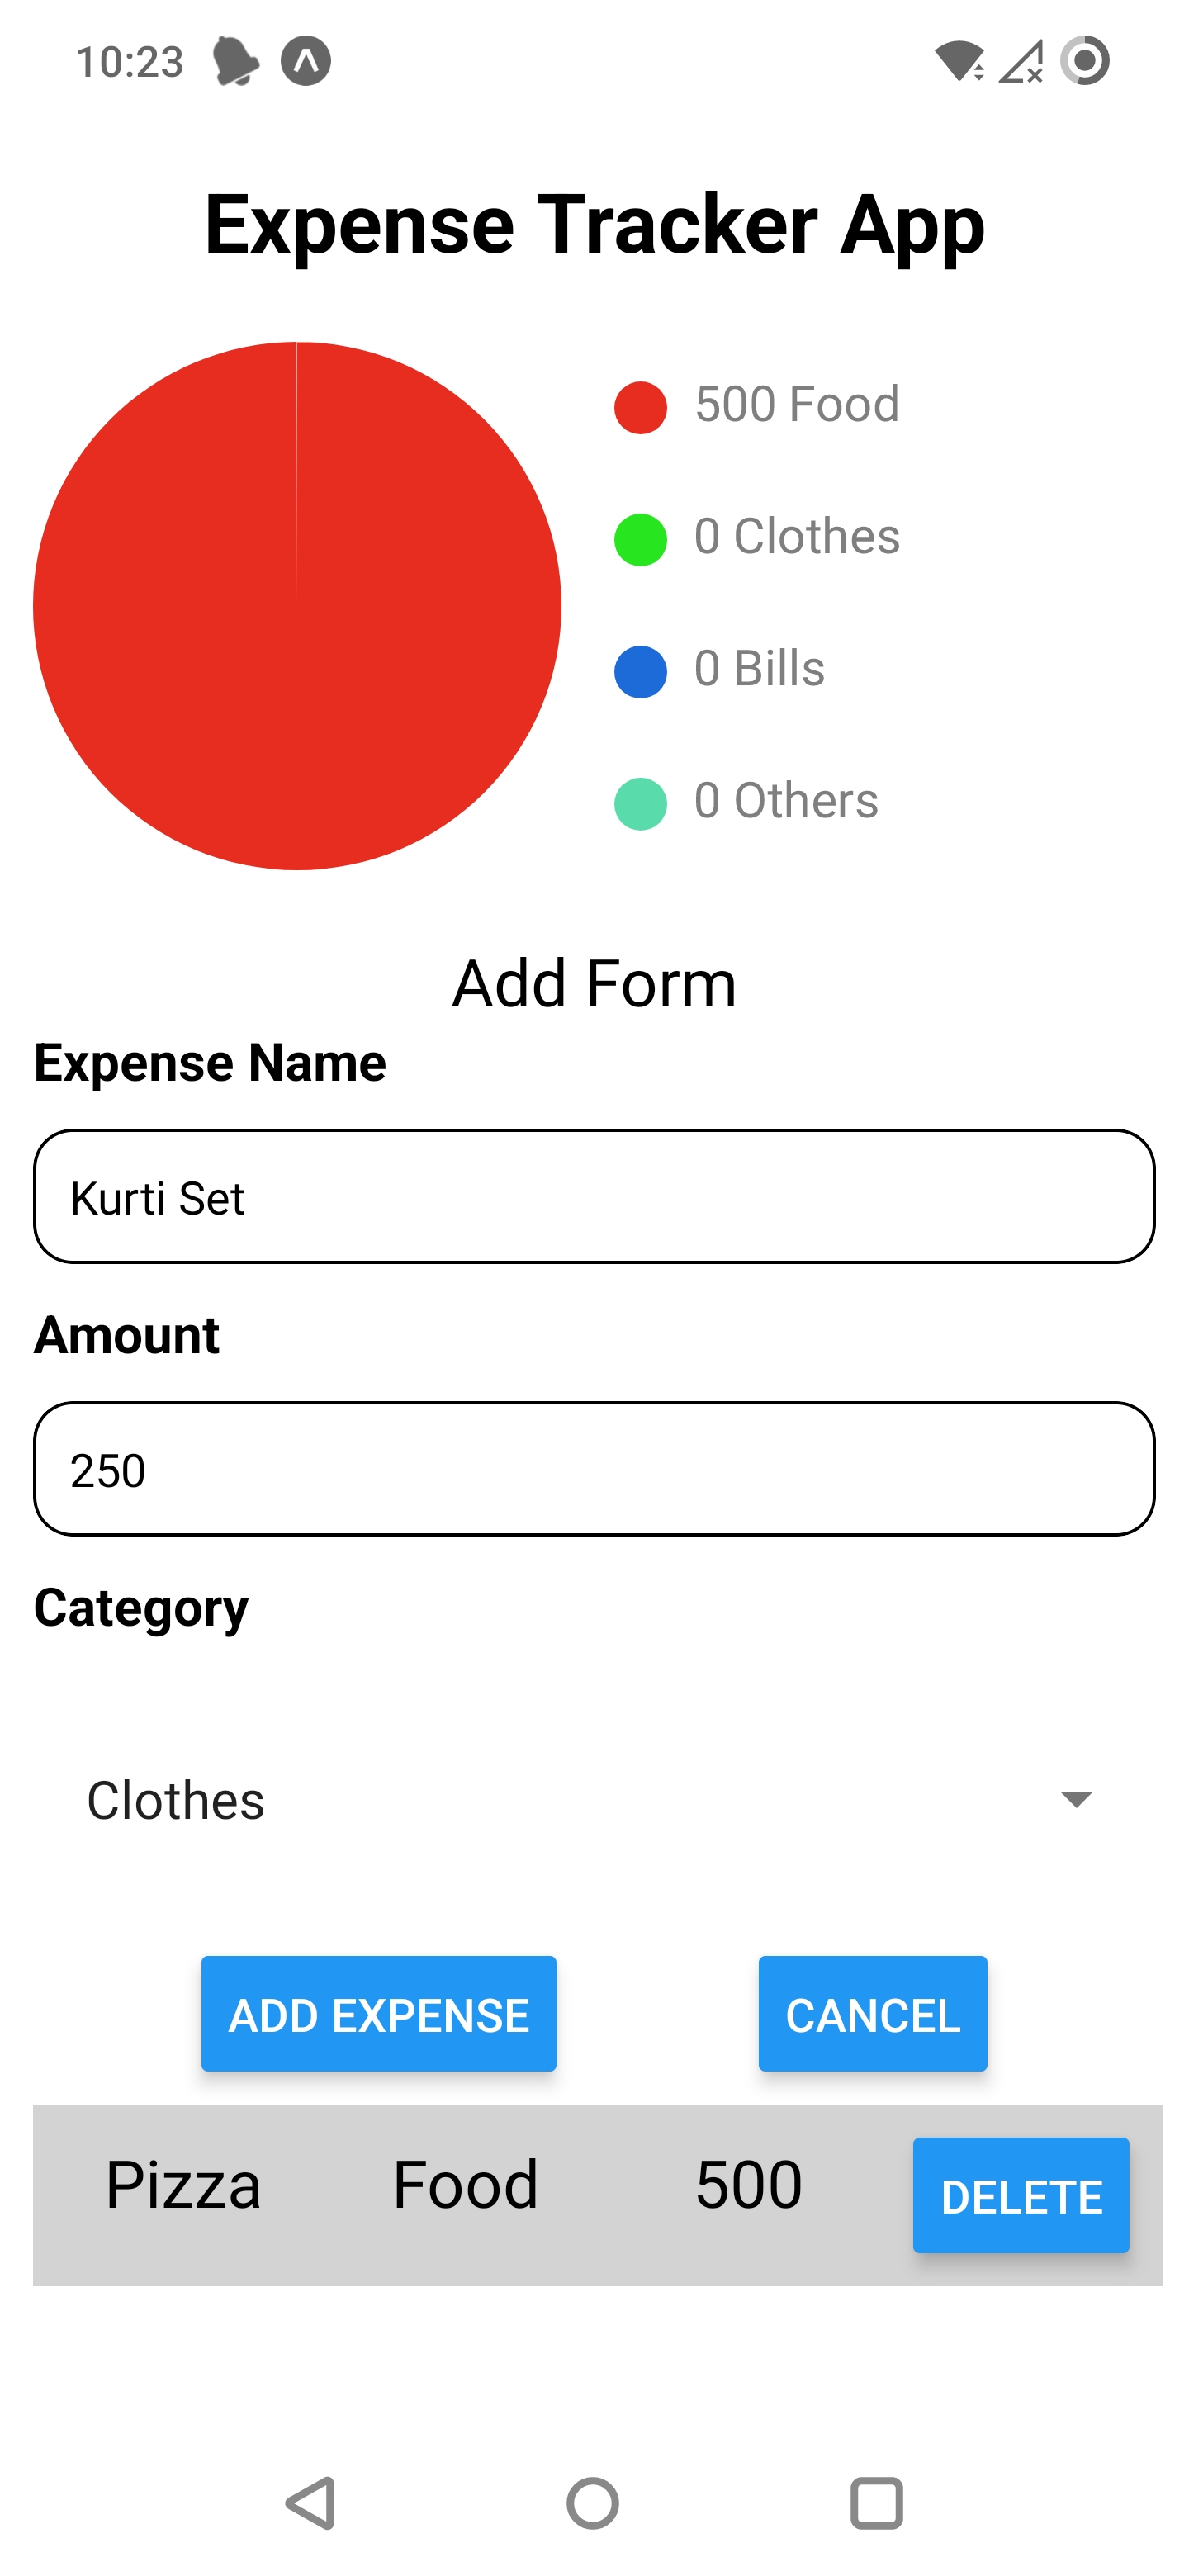 10:23
Expense Tracker App
500 Food
0 Clothes
0 Bills
0 Others
Add Form
Expense Name
Kurti Set
Amount
250
Category
Clothes
ADD EXPENSE CANCEL
Pizza Food 500 DELETE